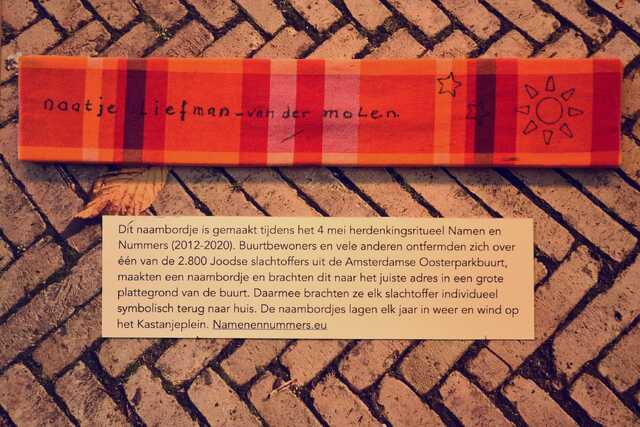 naatje Liefman-van der moLen.
Dit naambordje is gemaakt tijdens het 4 mei herdenkingsritueel Namen en
Nummers (2012-2020). Buurtbewoners en vele anderen ontfermden zich over
één van de 2.800 Joodse slachtoffers uit de Amsterdamse Oosterparkbuurt,
maakten een naambordje en brachten dit naar het juiste adres in een grote
plattegrond van de buurt. Daarmee brachten ze elk slachtoffer individueel
symbolisch terug naar huis. De naambordjes lagen elk jaar in weer en wind op
het Kastanjeplein. Namenennummers.eu